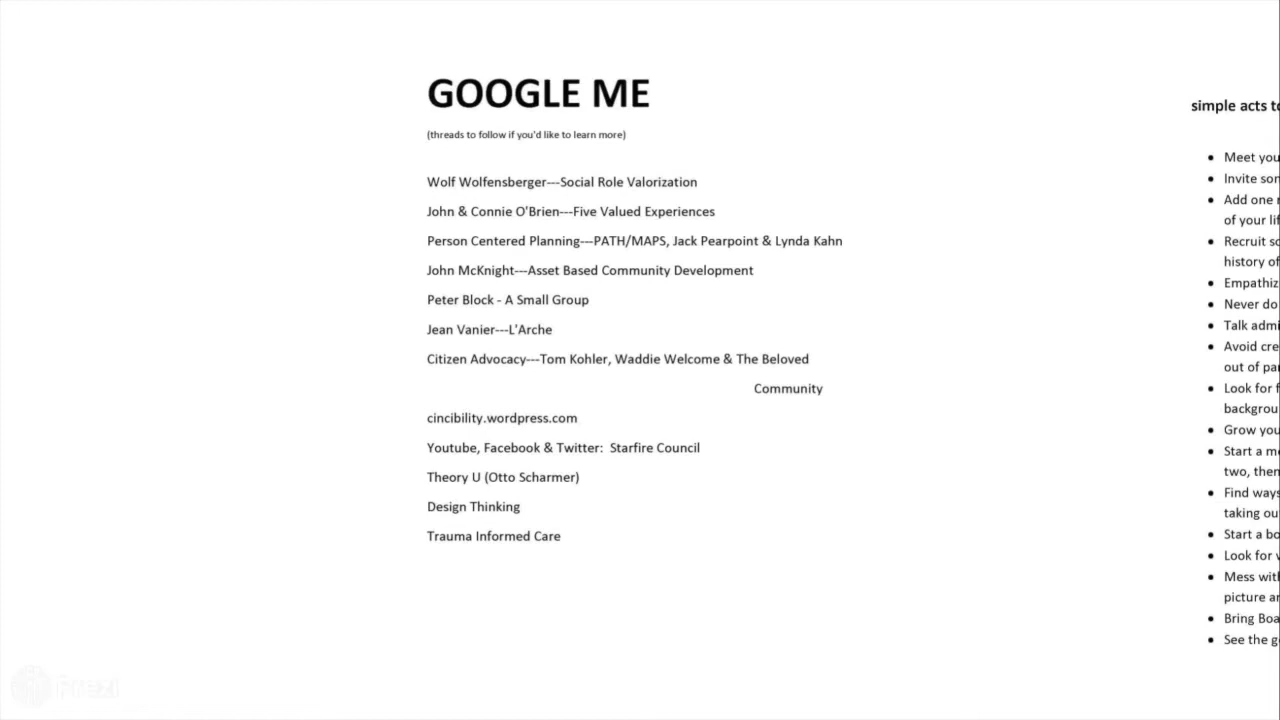 GOOGLE ME
(threads to follow if you'd like to learn more)
Wolf Wolfensberger---Social Role Valorization
John & Connie O'Brien---Five Valued Experiences
Person Centered Planning---PATH/MAPS, Jack Pearpoint & Lynda Kahn
John McKnight---Asset Based Community Development
Peter Block - A Small Group
Jean Vanier---L'Arche
Citizen Advocacy---Tom Kohler, Waddie Welcome & The Beloved
Community
cincibility.wordpress.com
Youtube, Facebook & Twitter:  Starfire Council
Theory U (Otto Scharmer)
Design Thinking
Trauma Informed Care
simple acts
Meet
Invite
Add one
of your
Recruit
history of
Never do
Talk
Avoid
out of
Look for
Grow
Start a
two,
Find ways
taking
Start a
Look for
Mess
picture
Bring
See the
Prezi